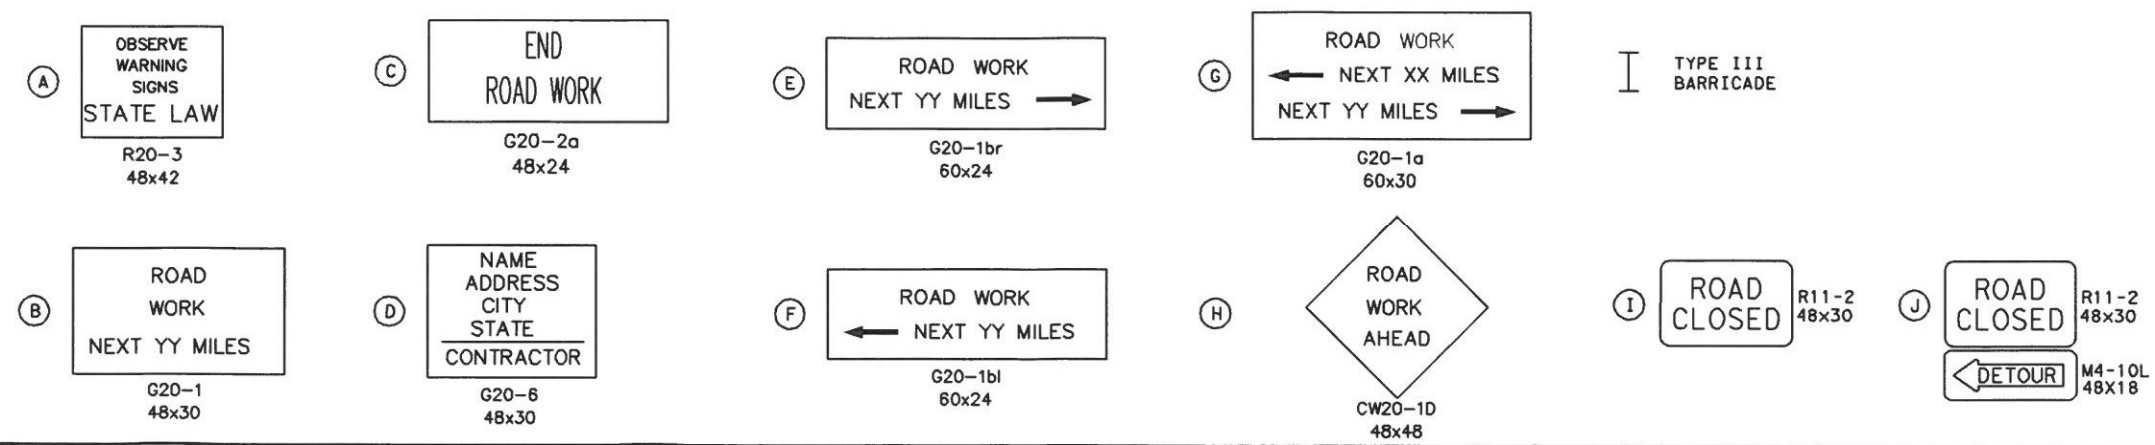 A
OBSERVE
WARNING
SIGNS
STATE LAW
R20-3
48x42
C
END
ROAD WORK
G20-2a
48x24
E
ROAD WORK
NEXT YY MILES
G20-1br
60x24
G
ROAD WORK
NEXT XX MILES
NEXT YY MILES
G20-1a
60x30
TYPE III
BARRICADE
B
ROAD
WORK
NEXT YY MILES
G20-1
48x30
D
NAME
ADDRESS
CITY
STATE
CONTRACTOR
G20-6
48x30
F
ROAD WORK
NEXT YY MILES
G20-1bl
60x24
H
ROAD
WORK
AHEAD
CW20-1D
48x48
I
ROAD
CLOSED
R11-2
48x30
J
ROAD
CLOSED
R11-2
48x30
DETOUR
M4-10L
48X18